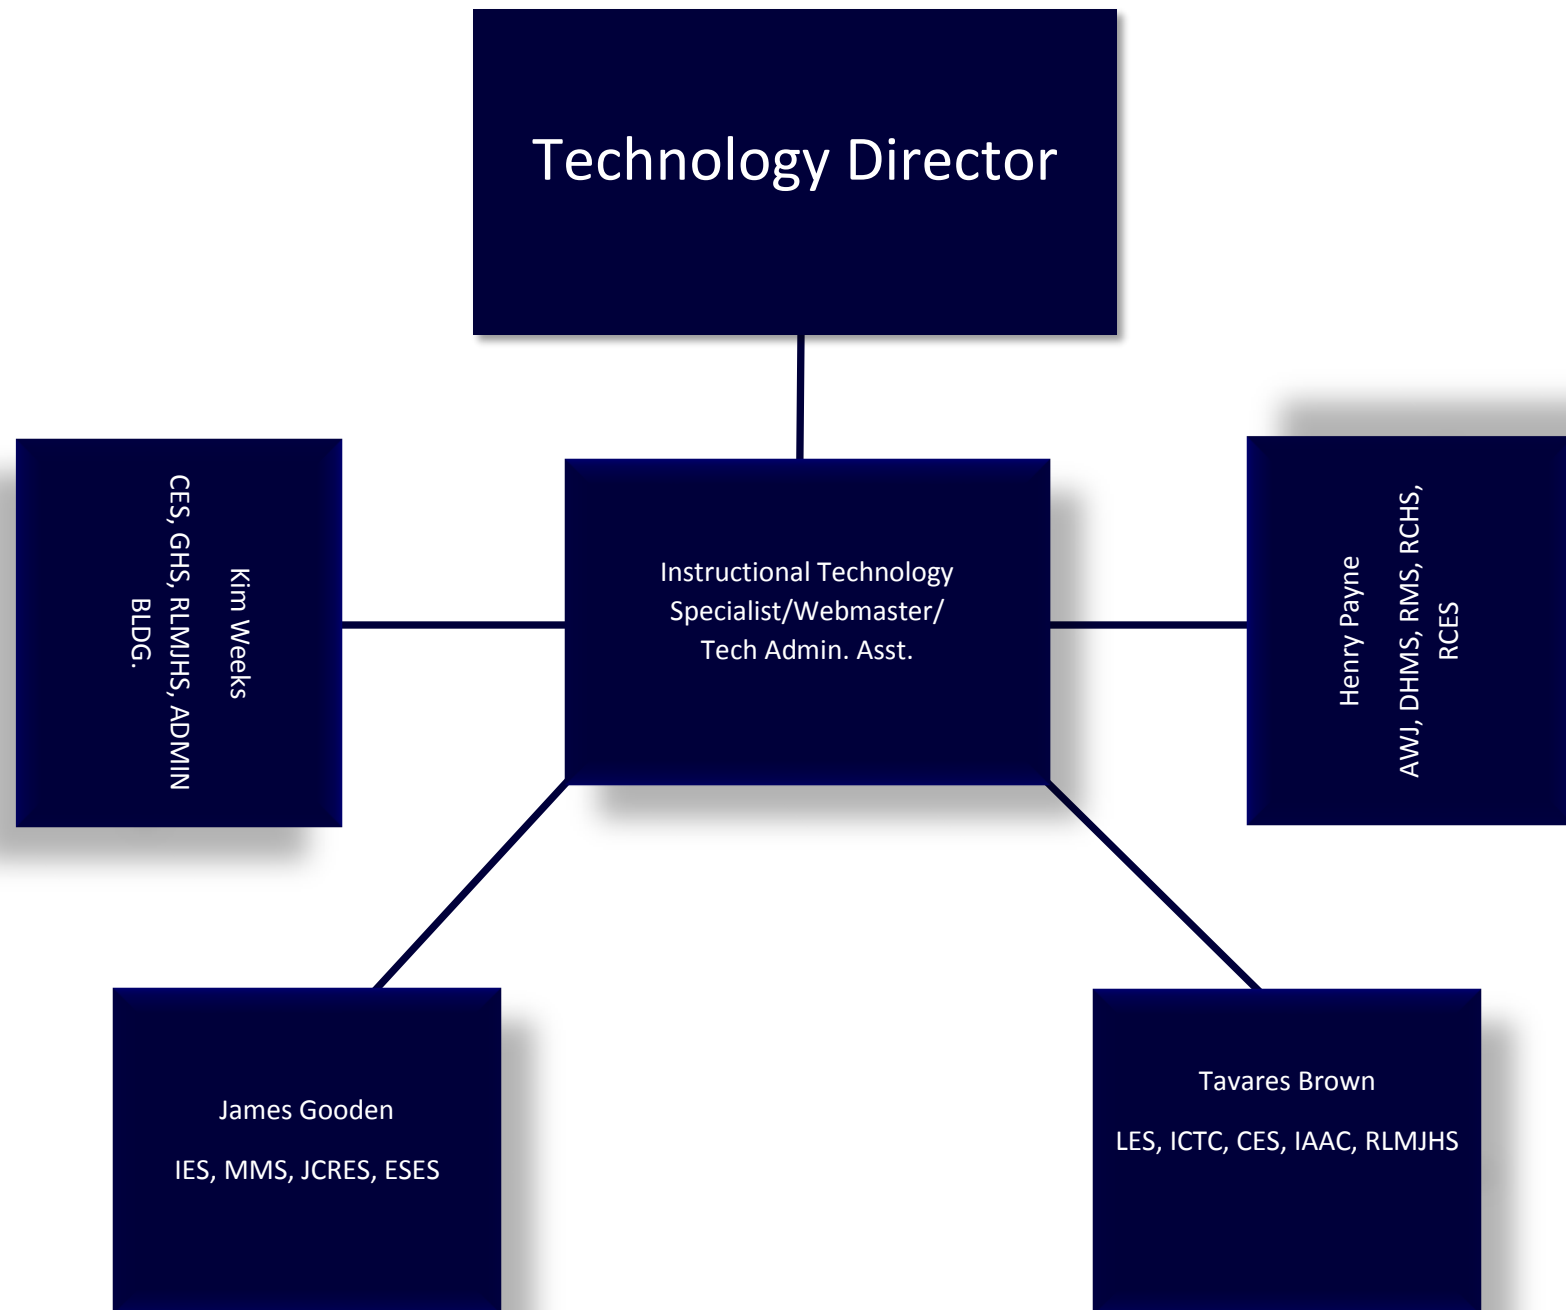 Technology Director
Kim Weeks
CES, GHS, RLMJHS, ADMIN
BLDG.
Instructional Technology
Specialist/Webmaster/
Tech Admin. Asst.
Henry Payne
AWJ, DHMS, RMS, RCHS,
RCES
James Gooden
IES, MMS, JCRES, ESES
Tavares Brown
LES, ICTC, CES, IAAC, RLMJHS